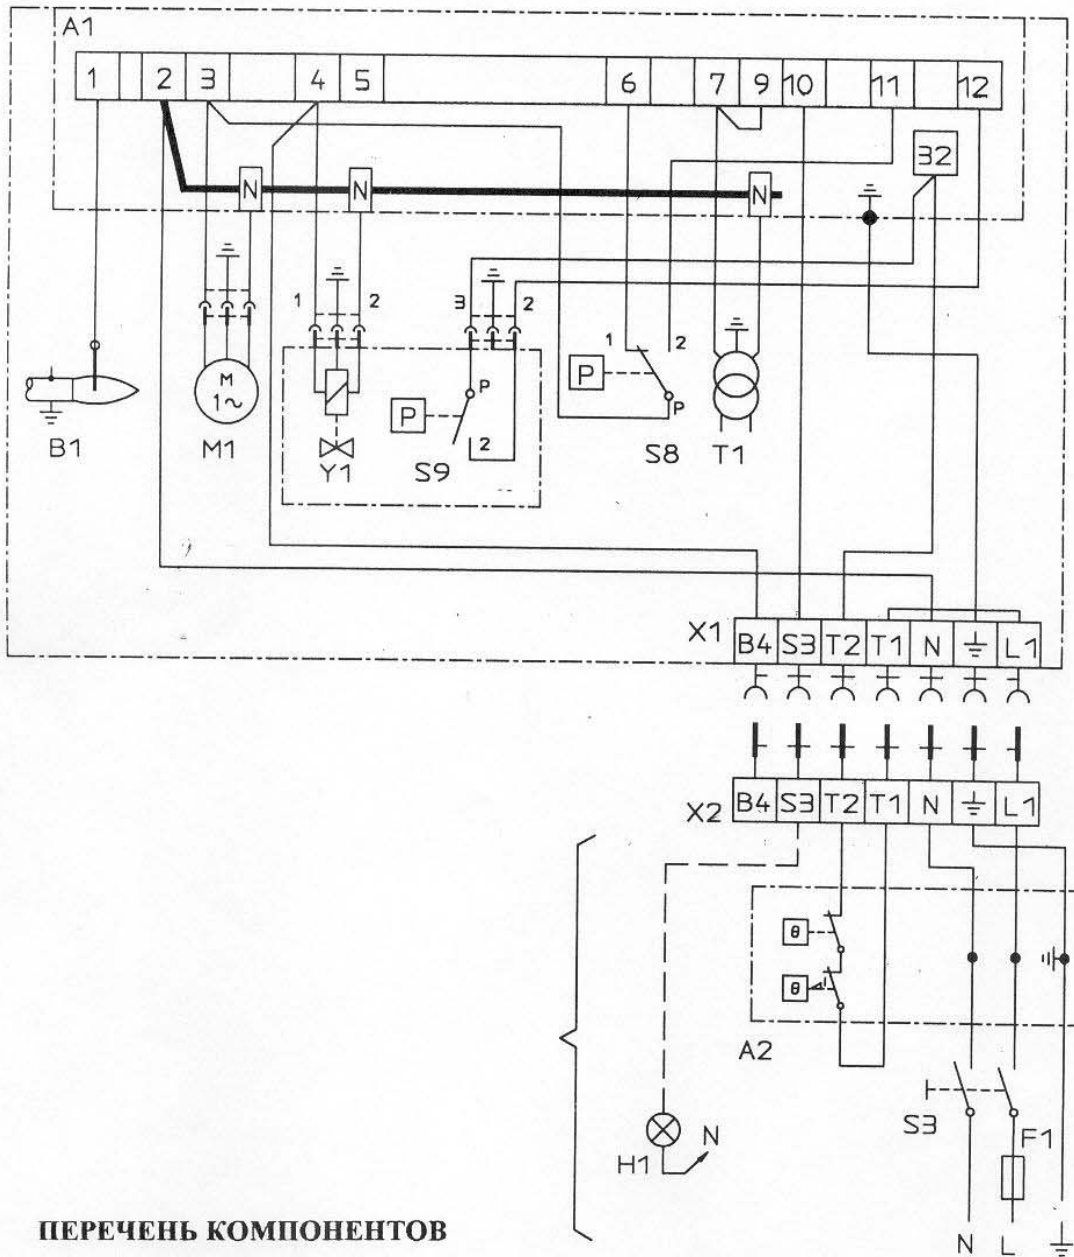 A1
1 2 3 4 5 6 7 9 10 11 12
32
N N N
1 2 3 2
1 2
P P P P
M
1~
2
B1 M1 Y1 S9 S8 T1
X1 B4 S3 T2 T1 N L1
X2 B4 S3 T2 T1 N L1
θ
θ
A2
S3 F1
H1 N
N L
ПЕРЕЧЕНЬ КОМПОНЕНТОВ